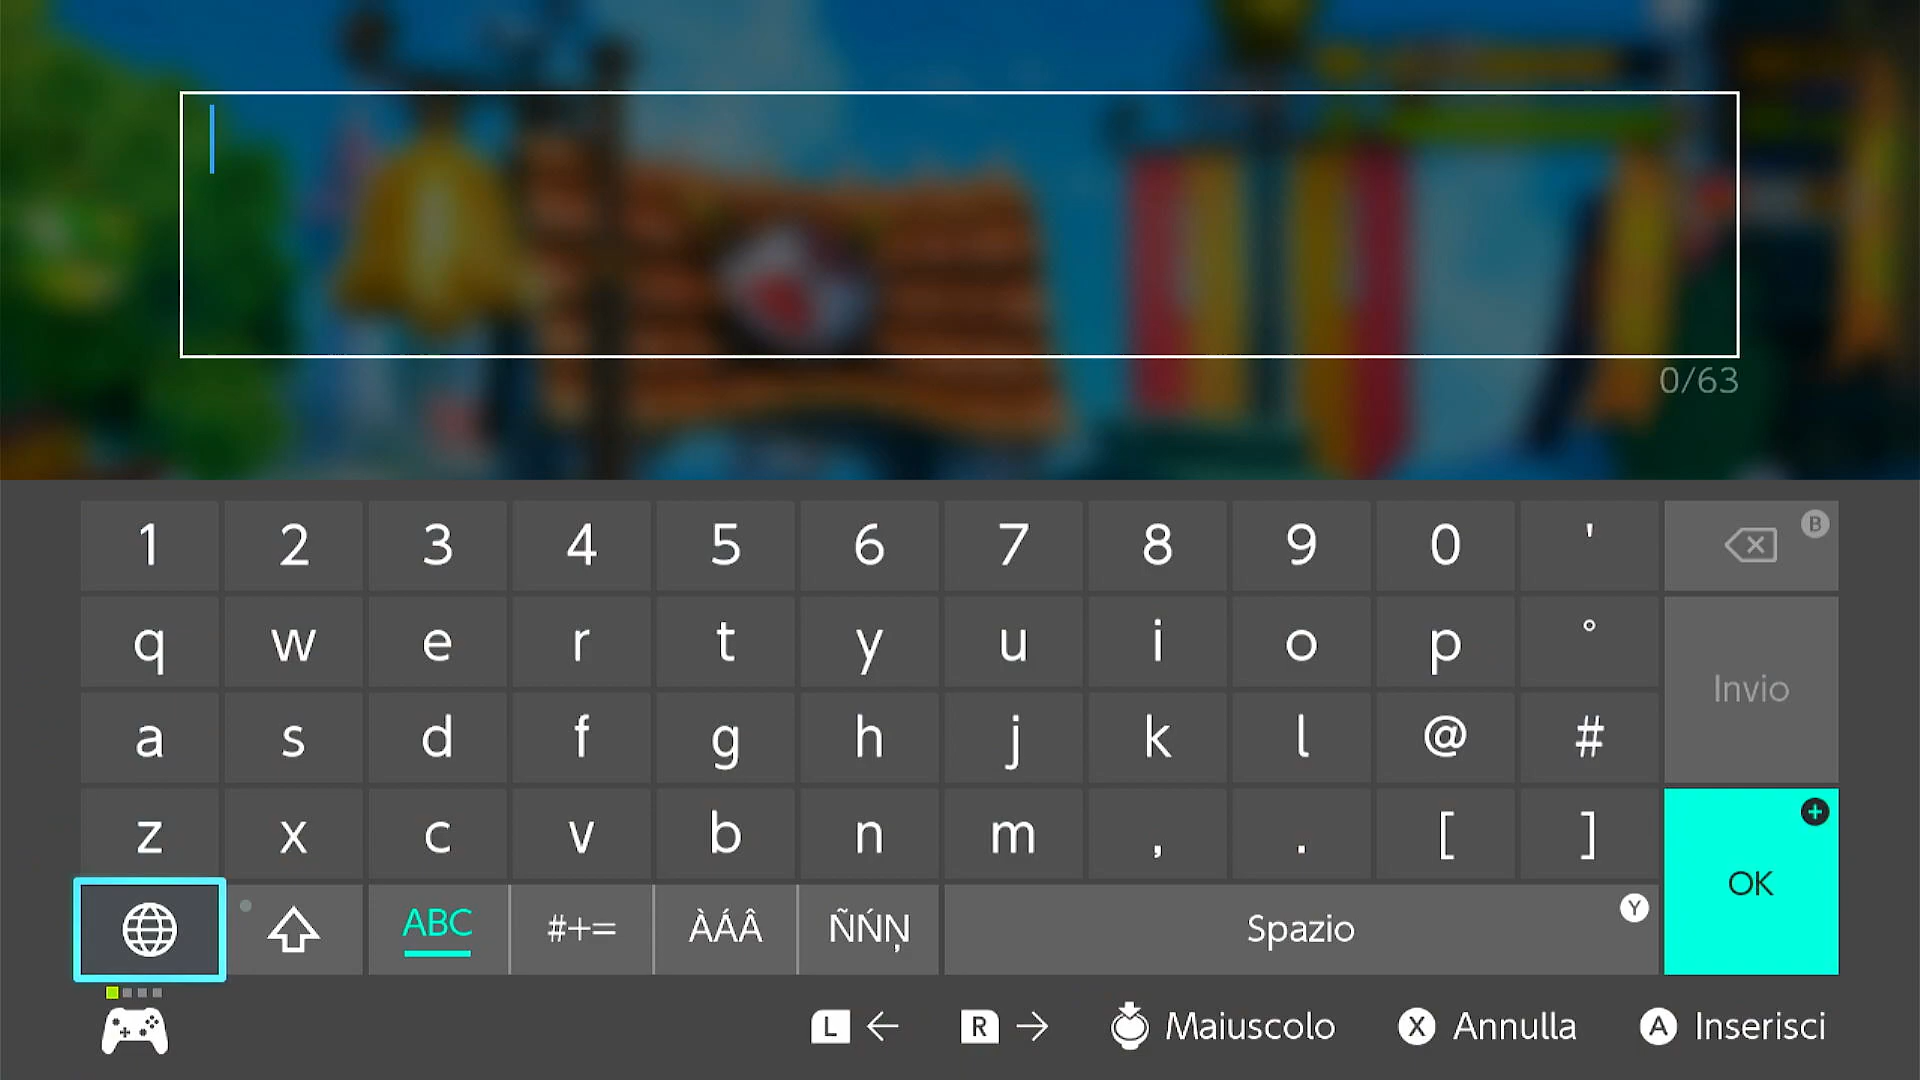 0/63
1 2 3 4 5 6 7 8 9 0 ' B
q w e r t y u i o p °
Invio
a s d f g h j k l @ #
z x c v b n m , . [ ]
OK
ABC #+= ÀÁÂ ÑŃŅ Spazio Y
L ← R → Maiuscolo X Annulla A Inserisci